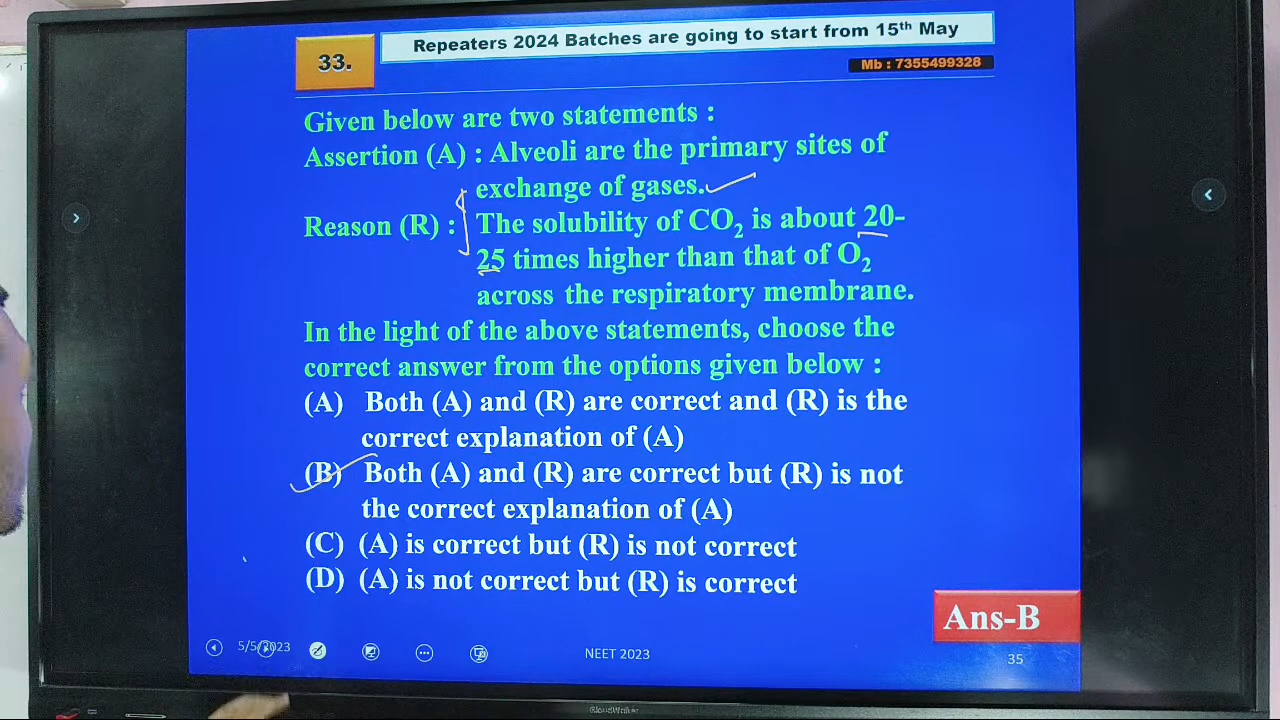 33.
Repeaters 2024 Batches are going to start from 15th May
Mb : 7355499328
Given below are two statements :
Assertion (A) : Alveoli are the primary sites of
exchange of gases.
Reason (R) : The solubility of CO₂ is about 20-
25 times higher than that of O₂
across the respiratory membrane.
In the light of the above statements, choose the
correct answer from the options given below :
(A) Both (A) and (R) are correct and (R) is the
correct explanation of (A)
(B) Both (A) and (R) are correct but (R) is not
the correct explanation of (A)
(C) (A) is correct but (R) is not correct
(D) (A) is not correct but (R) is correct
Ans-B
5/5/2023
NEET 2023
35
CloudWalker